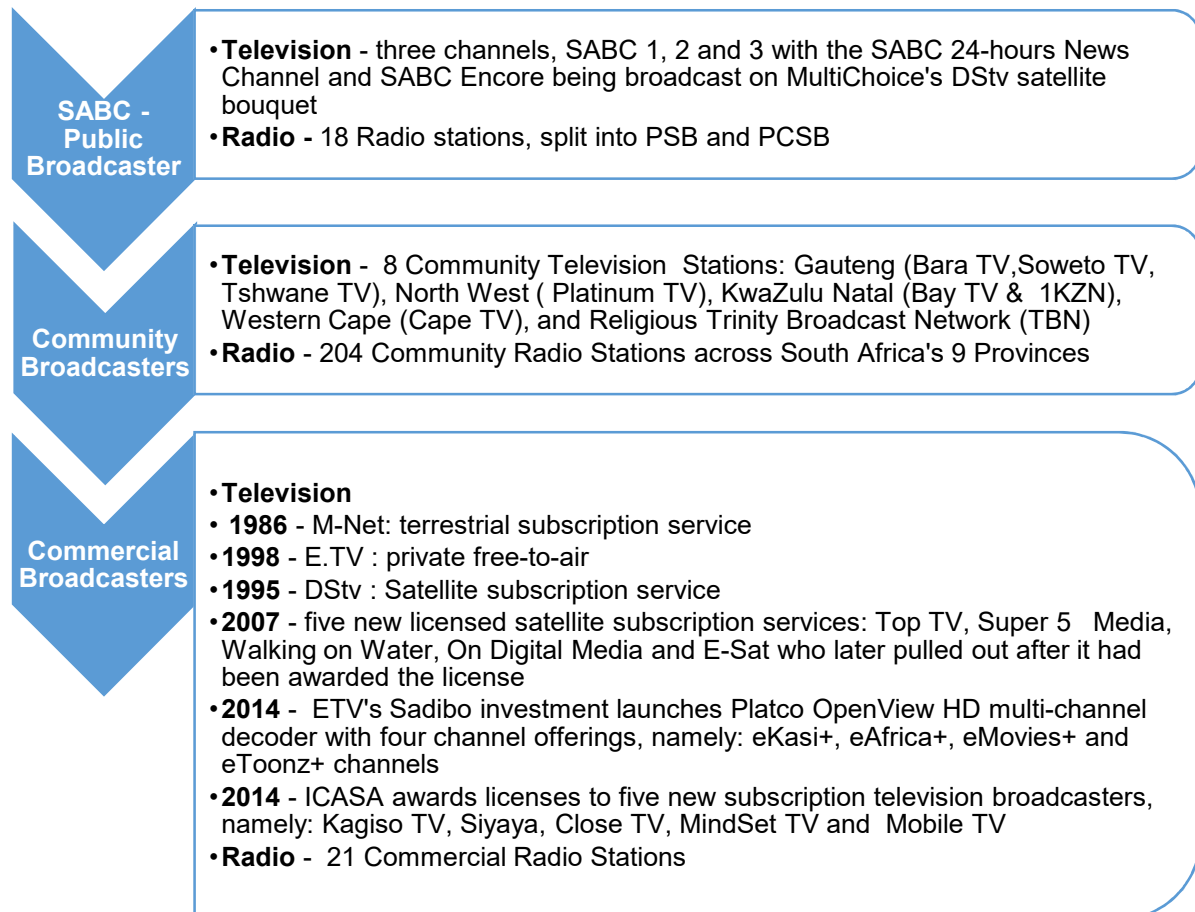 SABC -
Public
Broadcaster
•Television - three channels, SABC 1, 2 and 3 with the SABC 24-hours News
Channel and SABC Encore being broadcast on MultiChoice's DStv satellite
bouquet
•Radio - 18 Radio stations, split into PSB and PCSB
Community
Broadcasters
•Television - 8 Community Television Stations: Gauteng (Bara TV,Soweto TV,
Tshwane TV), North West ( Platinum TV), KwaZulu Natal (Bay TV & 1KZN),
Western Cape (Cape TV), and Religious Trinity Broadcast Network (TBN)
•Radio - 204 Community Radio Stations across South Africa's 9 Provinces
Commercial
Broadcasters
•Television
• 1986 - M-Net: terrestrial subscription service
•1998 - E.TV : private free-to-air
•1995 - DStv : Satellite subscription service
•2007 - five new licensed satellite subscription services: Top TV, Super 5 Media,
Walking on Water, On Digital Media and E-Sat who later pulled out after it had
been awarded the license
•2014 - ETV's Sadibo investment launches Platco OpenView HD multi-channel
decoder with four channel offerings, namely: eKasi+, eAfrica+, eMovies+ and
eToonz+ channels
•2014 - ICASA awards licenses to five new subscription television broadcasters,
namely: Kagiso TV, Siyaya, Close TV, MindSet TV and Mobile TV
•Radio - 21 Commercial Radio Stations